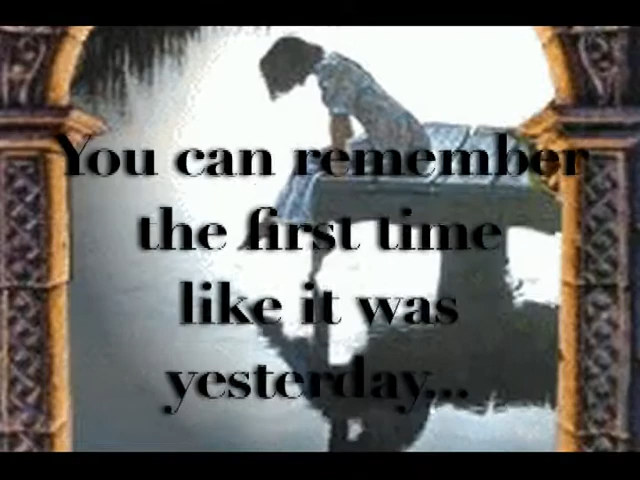 You can remember
the first time
like it was
yesterday...